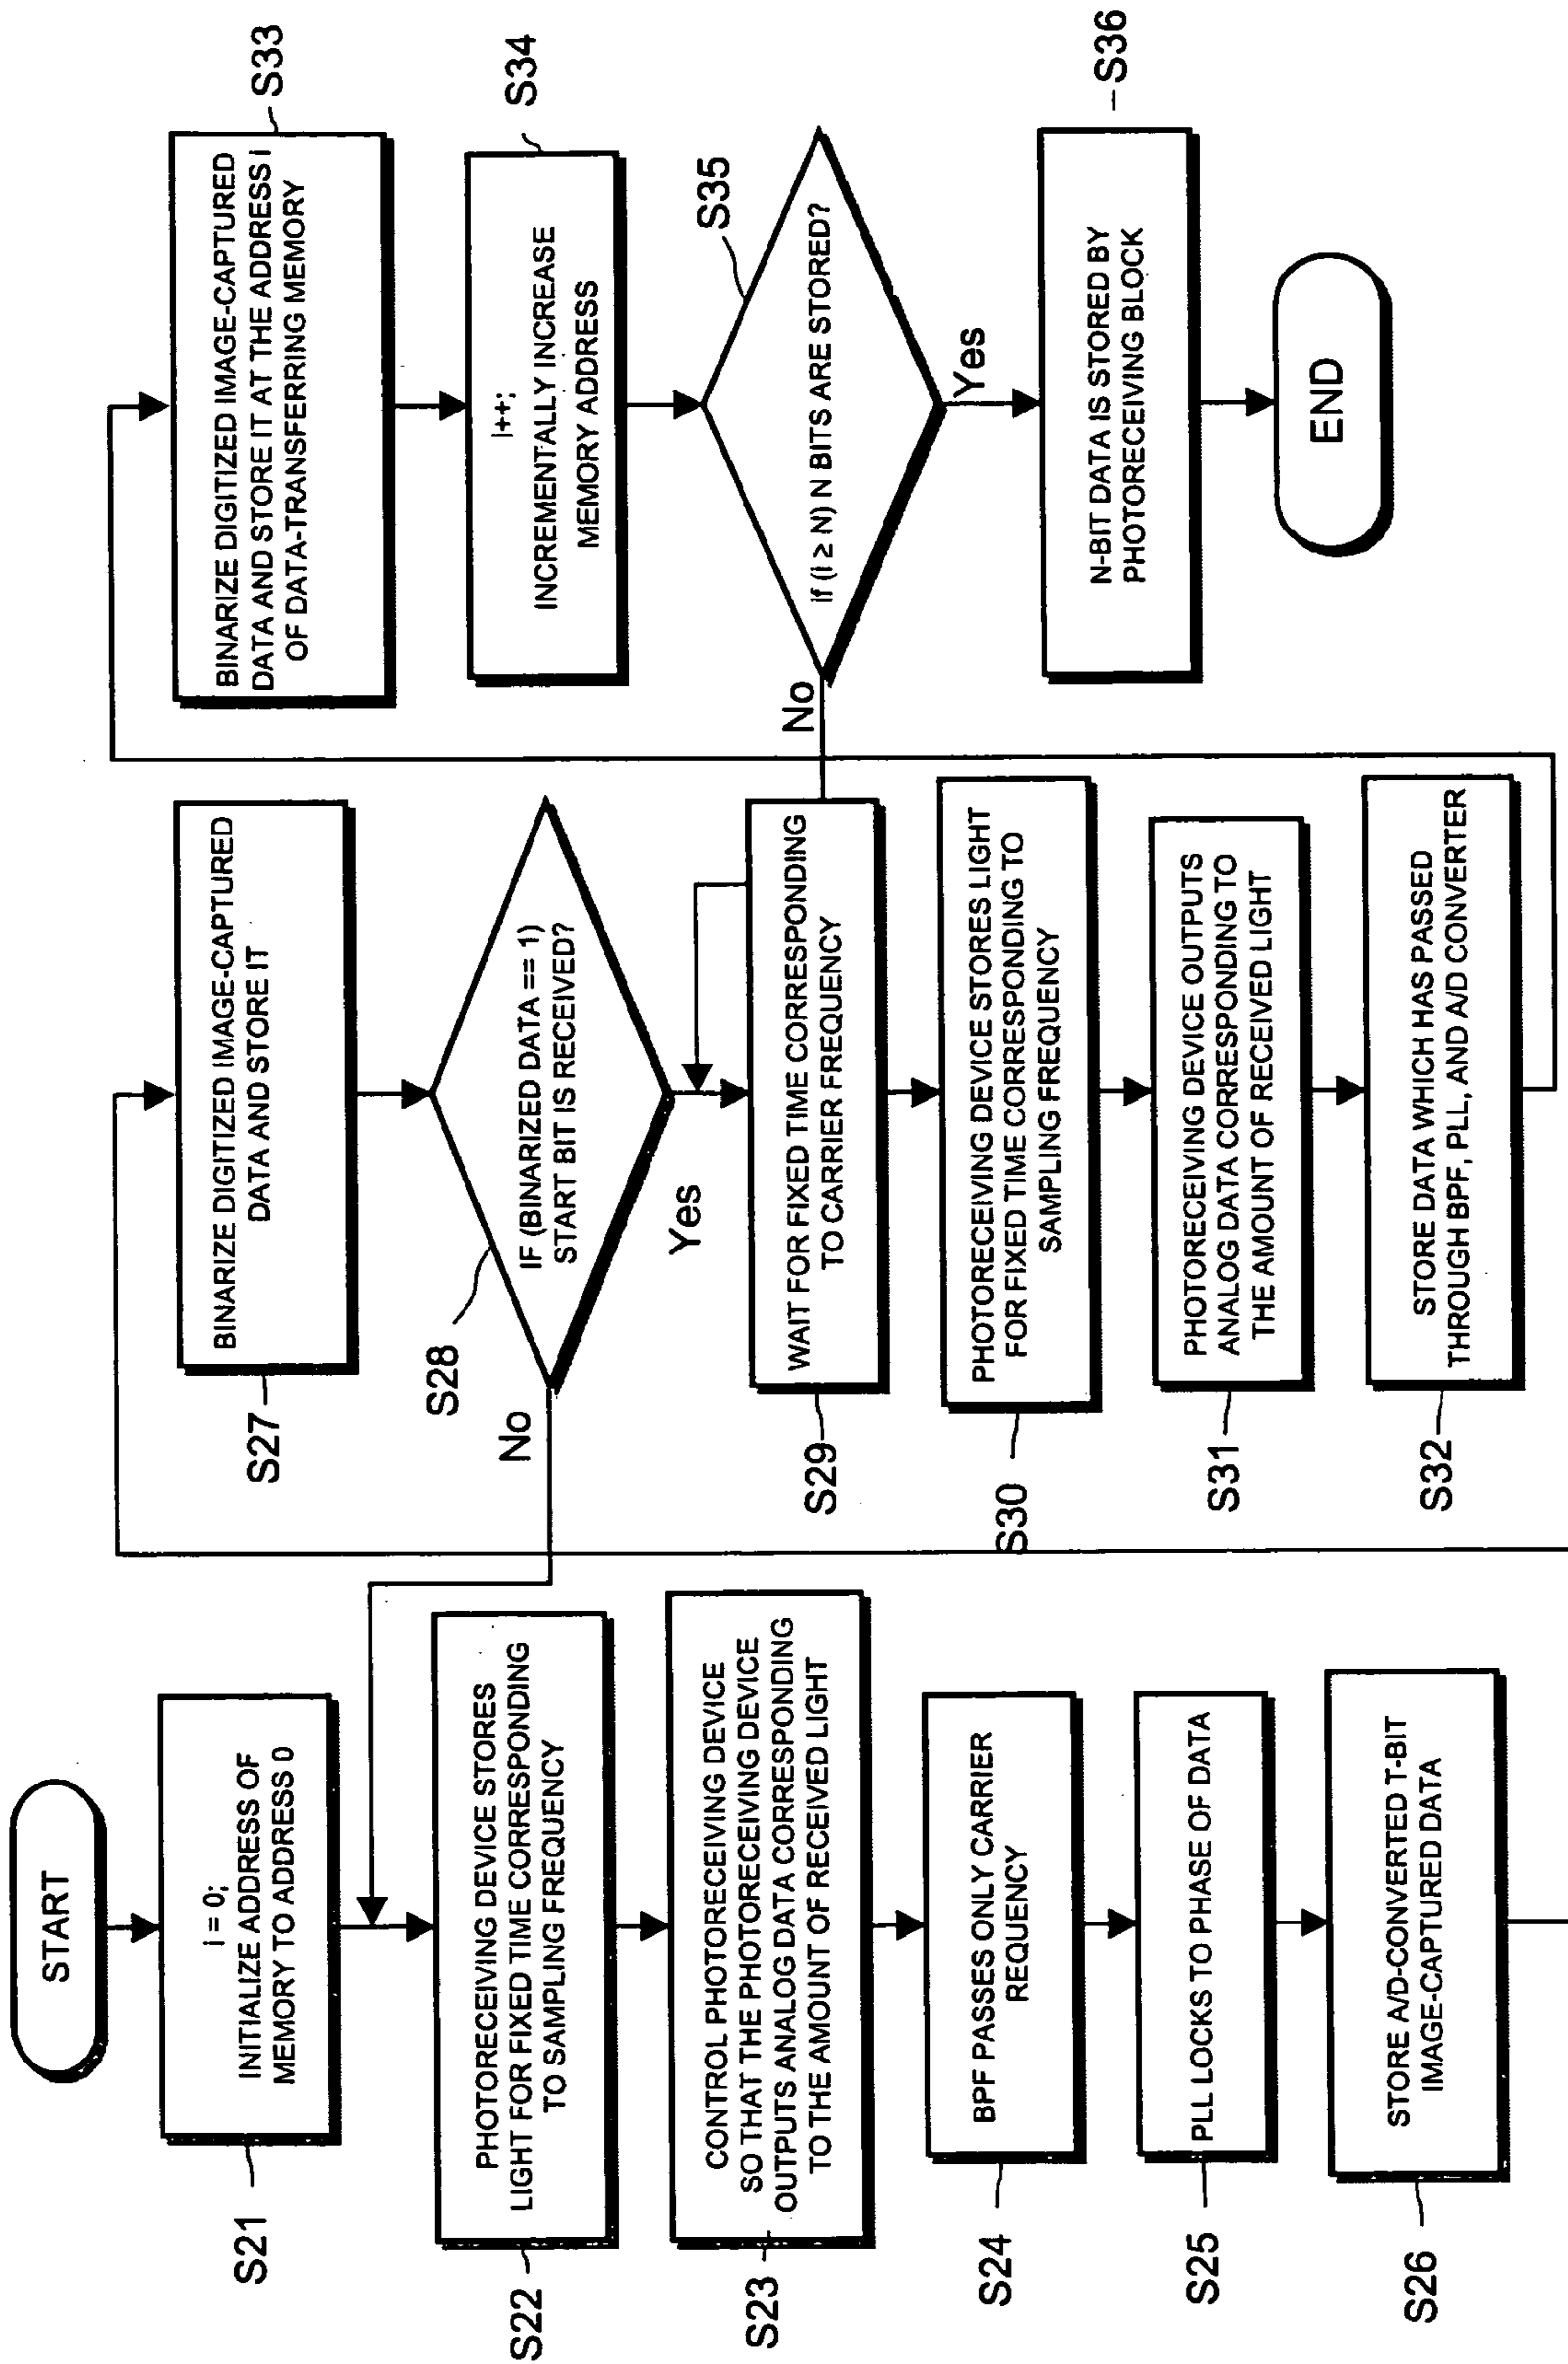 START
i = 0;
INITIALIZE ADDRESS OF
MEMORY TO ADDRESS 0
S21
PHOTORECEIVING DEVICE STORES
LIGHT FOR FIXED TIME CORRESPONDING
TO SAMPLING FREQUENCY
S22
CONTROL PHOTORECEIVING DEVICE
SO THAT THE PHOTORECEIVING DEVICE
OUTPUTS ANALOG DATA CORRESPONDING
TO THE AMOUNT OF RECEIVED LIGHT
S23
BPF PASSES ONLY CARRIER
REQUENCY
S24
PLL LOCKS TO PHASE OF DATA
S25
STORE A/D-CONVERTED T-BIT
IMAGE-CAPTURED DATA
S26
BINARIZE DIGITIZED IMAGE-CAPTURED
DATA AND STORE IT
S27
IF (BINARIZED DATA == 1)
START BIT IS RECEIVED?
S28
No
Yes
WAIT FOR FIXED TIME CORRESPONDING
TO CARRIER FREQUENCY
S29
PHOTORECEIVING DEVICE STORES LIGHT
FOR FIXED TIME CORRESPONDING TO
SAMPLING FREQUENCY
S30
PHOTORECEIVING DEVICE OUTPUTS
ANALOG DATA CORRESPONDING TO
THE AMOUNT OF RECEIVED LIGHT
S31
STORE DATA WHICH HAS PASSED
THROUGH BPF, PLL, AND A/D CONVERTER
S32
BINARIZE DIGITIZED IMAGE-CAPTURED
DATA AND STORE IT AT THE ADDRESS i
OF DATA-TRANSFERRING MEMORY
S33
i++;
INCREMENTALLY INCREASE
MEMORY ADDRESS
S34
if (i ≥ N) N BITS ARE STORED?
S35
No
Yes
N-BIT DATA IS STORED BY
PHOTORECEIVING BLOCK
S36
END